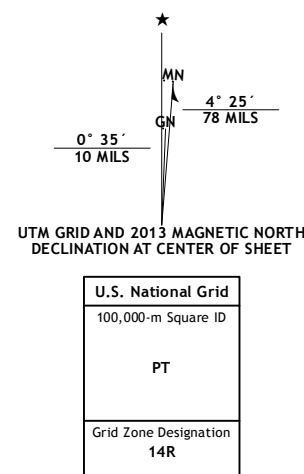 ★
MN
GN
4° 25´
78 MILS
0° 35´
10 MILS
UTM GRID AND 2013 MAGNETIC NORTH
DECLINATION AT CENTER OF SHEET
U.S. National Grid
100,000-m Square ID
PT
Grid Zone Designation
14R